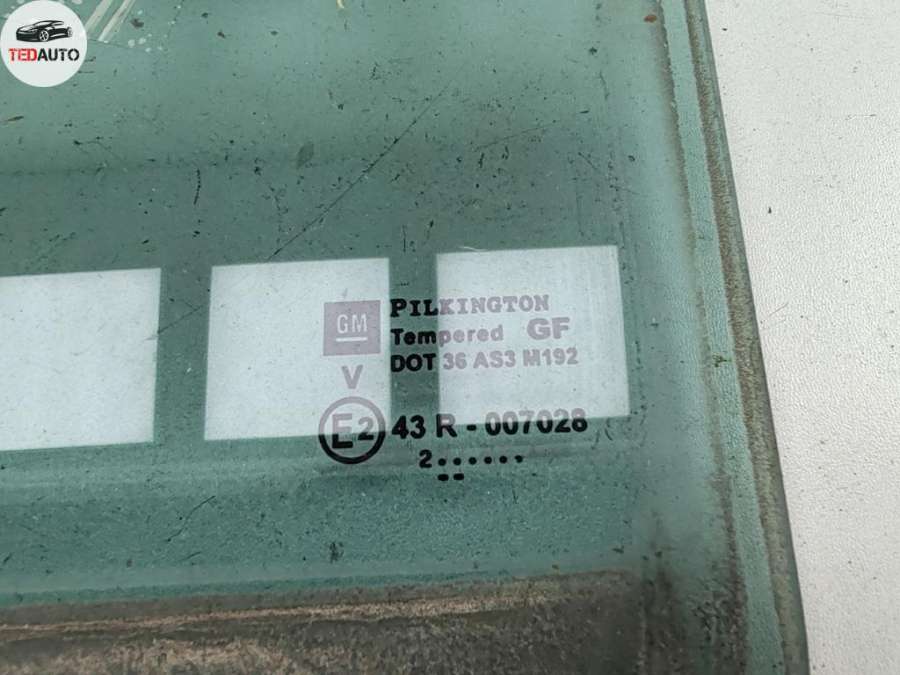 TEDAUTO
GM PILKINGTON
Tempered GF
DOT 36 AS3 M192
V
E2 43 R - 007028
2......
--